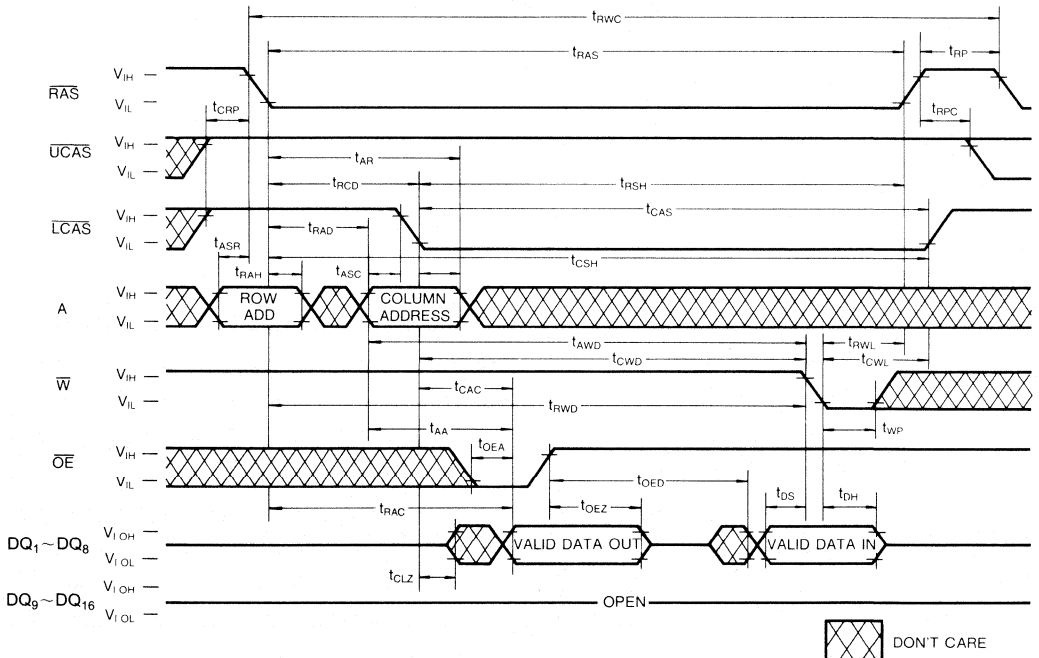 tRWC
tRAS
tRP
RAS
VIH
VIL
tCRP
tRPC
UCAS
VIH
VIL
tAR
tRCD
tRSH
LCAS
VIH
VIL
tCAS
tRAD
tASR
tCSH
tRAH
tASC
A
VIH
VIL
ROW ADD
COLUMN ADDRESS
tAWD
tRWL
tCWD
tCWL
W
VIH
VIL
tCAC
tRWD
tWP
tAA
OE
VIH
VIL
tOEA
tOED
tOEZ
tDS
tDH
tRAC
DQ1~DQ8
VI OH
VI OL
VALID DATA OUT
VALID DATA IN
tCLZ
DQ9~DQ16
VI OH
VI OL
OPEN
DON'T CARE